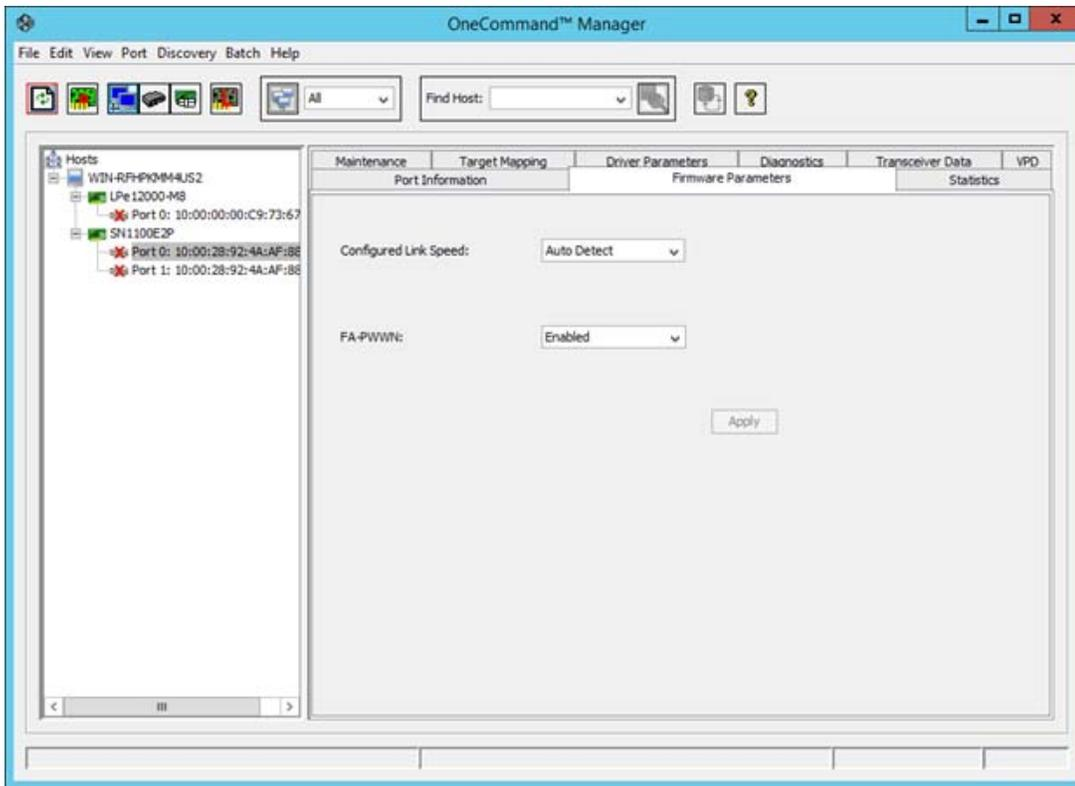 OneCommand™ Manager
File Edit View Port Discovery Batch Help
All
Find Host:
Hosts
WIN-RFHPKMM4US2
LPe12000-M8
Port 0: 10:00:00:00:C9:73:67
SN1100E2P
Port 0: 10:00:28:92:4A:AF:88
Port 1: 10:00:28:92:4A:AF:88
Maintenance Target Mapping Driver Parameters Diagnostics Transceiver Data VPD
Port Information Firmware Parameters Statistics
Configured Link Speed: Auto Detect
FA-PWWN: Enabled
Apply